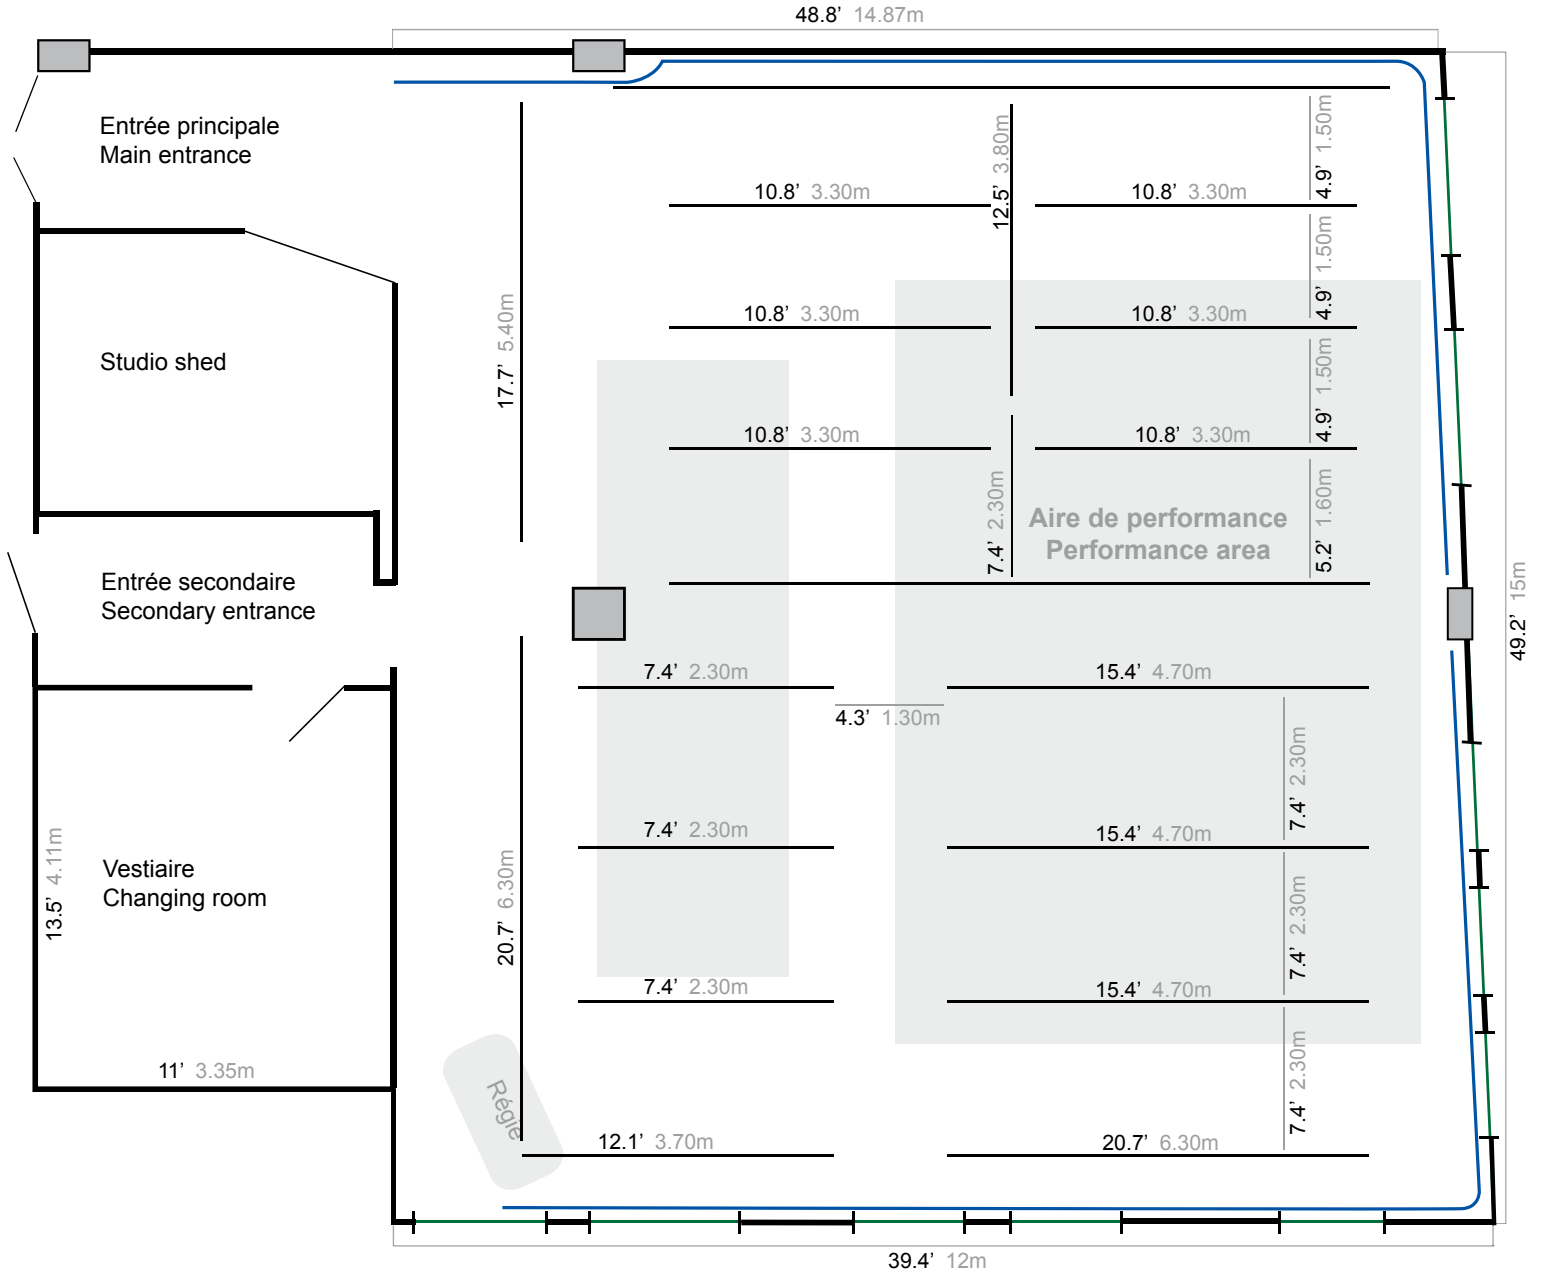 48.8’ 14.87m
Entrée principale
Main entrance
12.5’ 3.80m
4.9’ 1.50m
10.8’ 3.30m
10.8’ 3.30m
4.9’ 1.50m
17.7’ 5.40m
10.8’ 3.30m
10.8’ 3.30m
Studio shed
4.9’ 1.50m
10.8’ 3.30m
10.8’ 3.30m
7.4’ 2.30m
5.2’ 1.60m
Aire de performance
Performance area
Entrée secondaire
Secondary entrance
49.2’ 15m
7.4’ 2.30m
15.4’ 4.70m
4.3’ 1.30m
7.4’ 2.30m
7.4’ 2.30m
15.4’ 4.70m
13.5’ 4.11m
Vestiaire
Changing room
20.7’ 6.30m
7.4’ 2.30m
7.4’ 2.30m
15.4’ 4.70m
11’ 3.35m
Régie
7.4’ 2.30m
12.1’ 3.70m
20.7’ 6.30m
39.4’ 12m